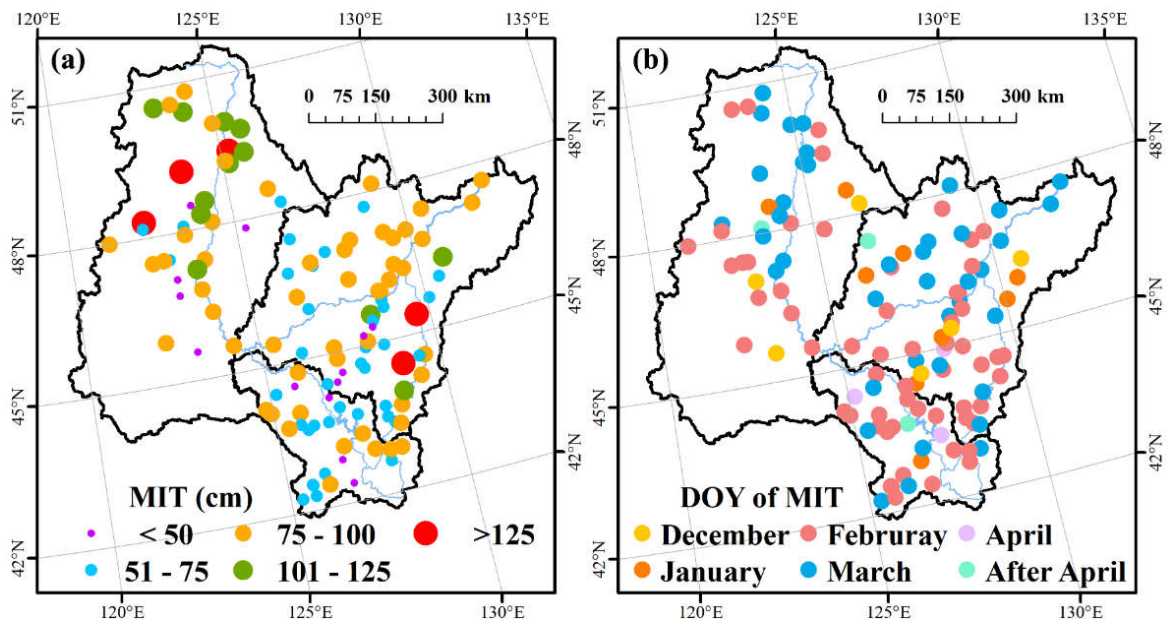 120°E 125°E 130°E 135°E
(a)
0 75 150 300 km
51°N
48°N
45°N
42°N
48°N
45°N
42°N
MIT (cm)
< 50 75 - 100 >125
51 - 75 101 - 125
120°E 125°E 130°E
125°E 130°E 135°E
(b)
0 75 150 300 km
51°N
48°N
45°N
42°N
48°N
45°N
42°N
DOY of MIT
December Februray April
January March After April
120°E 125°E 130°E